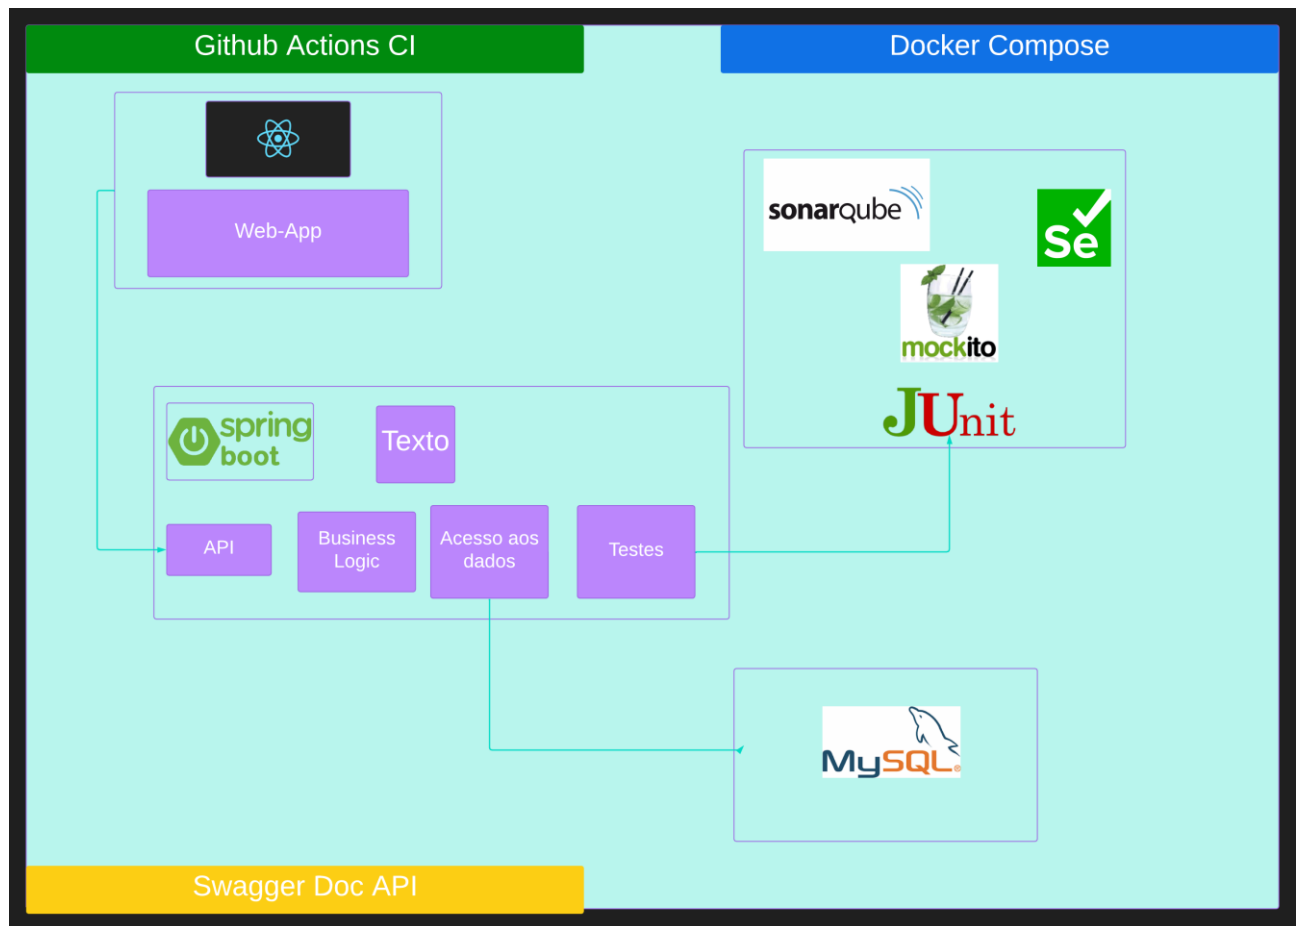 Github Actions CI
Docker Compose
Web-App
sonarqube
Se
mockito
JUnit
spring
boot
Texto
API
Business
Logic
Acesso aos
dados
Testes
MySQL®
Swagger Doc API